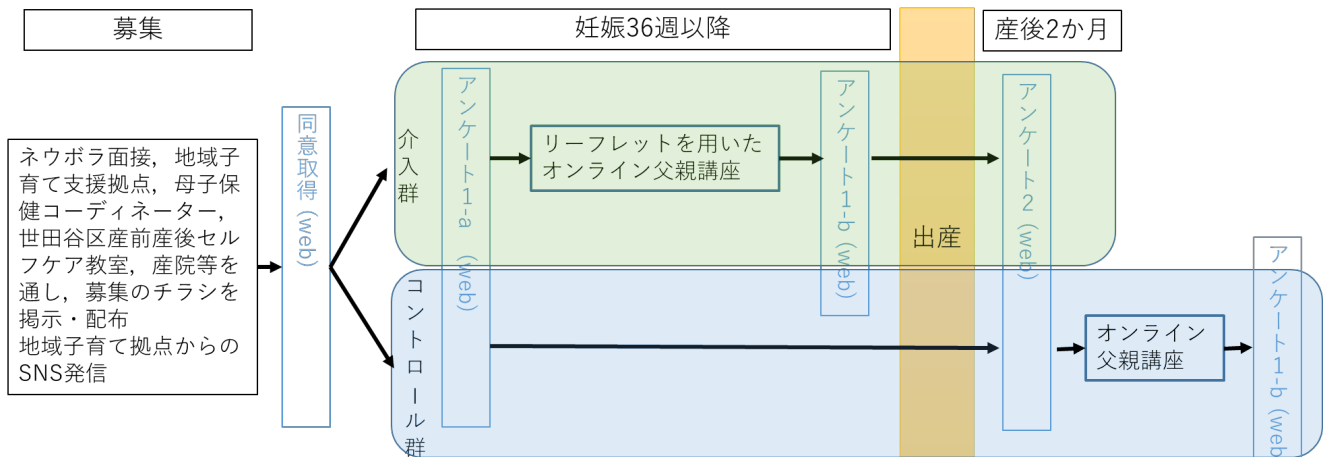 募集
妊娠36週以降
産後2か月
ネウボラ面接，地域子
育て支援拠点，母子保
健コーディネーター，
世田谷区産前産後セル
フケア教室，産院等を
通し，募集のチラシを
掲示・配布
地域子育て拠点からの
SNS発信
同意取得 (web)
介入群
アンケート1-a (web)
リーフレットを用いた
オンライン父親講座
アンケート1-b (web)
出産
アンケート2 (web)
コントロール群
オンライン
父親講座
アンケート1-b (web)